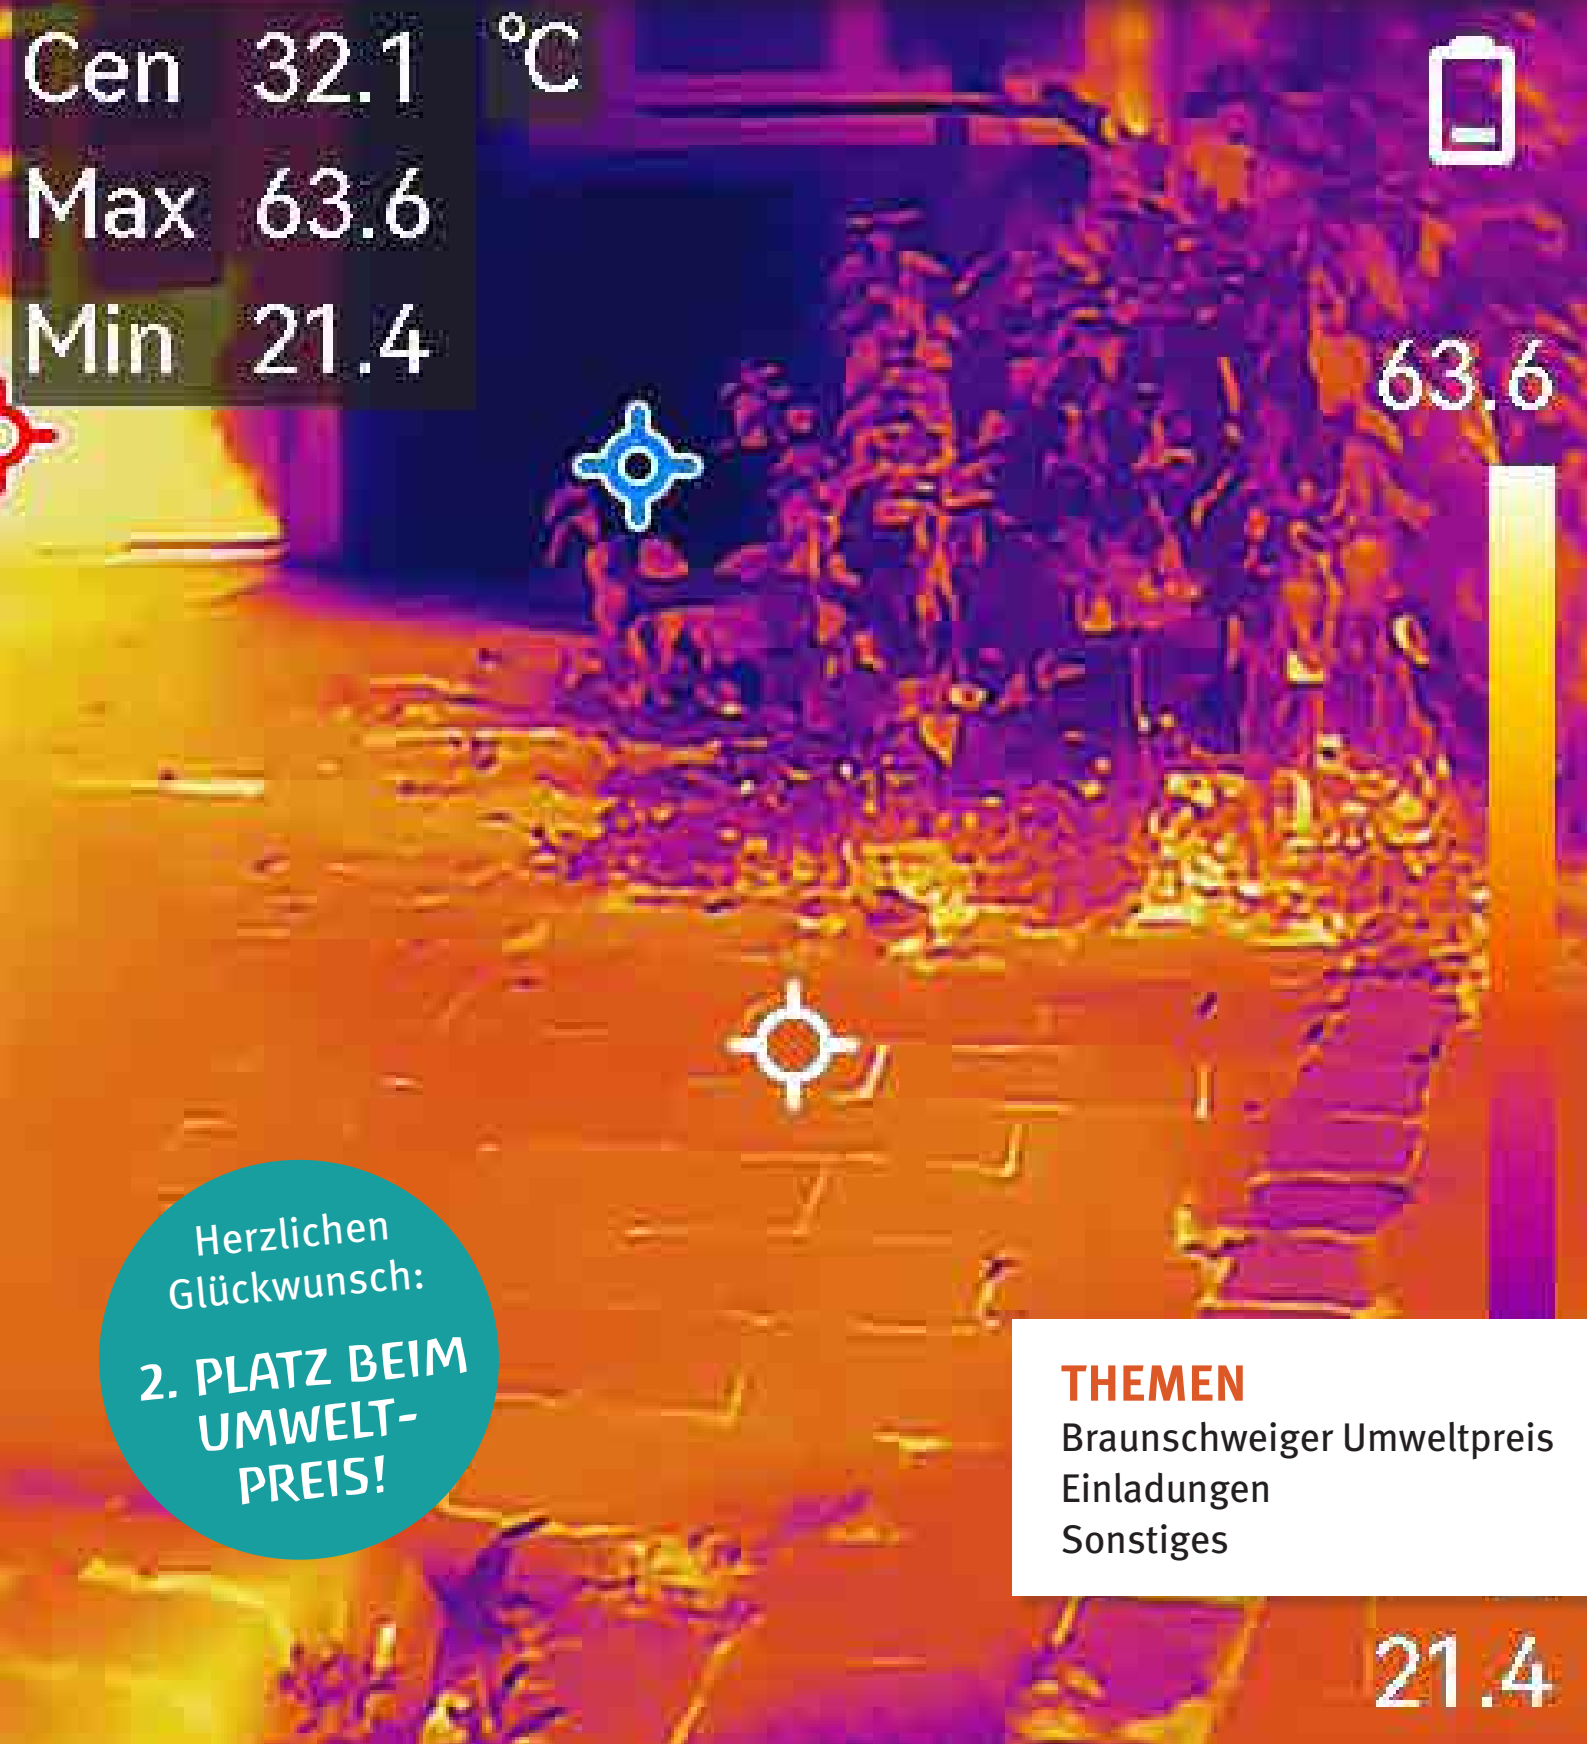 Cen 32.1 °C
Max 63.6
Min 21.4
63.6
Herzlichen
Glückwunsch:
2. PLATZ BEIM
UMWELT-
PREIS!
THEMEN
Braunschweiger Umweltpreis
Einladungen
Sonstiges
21.4